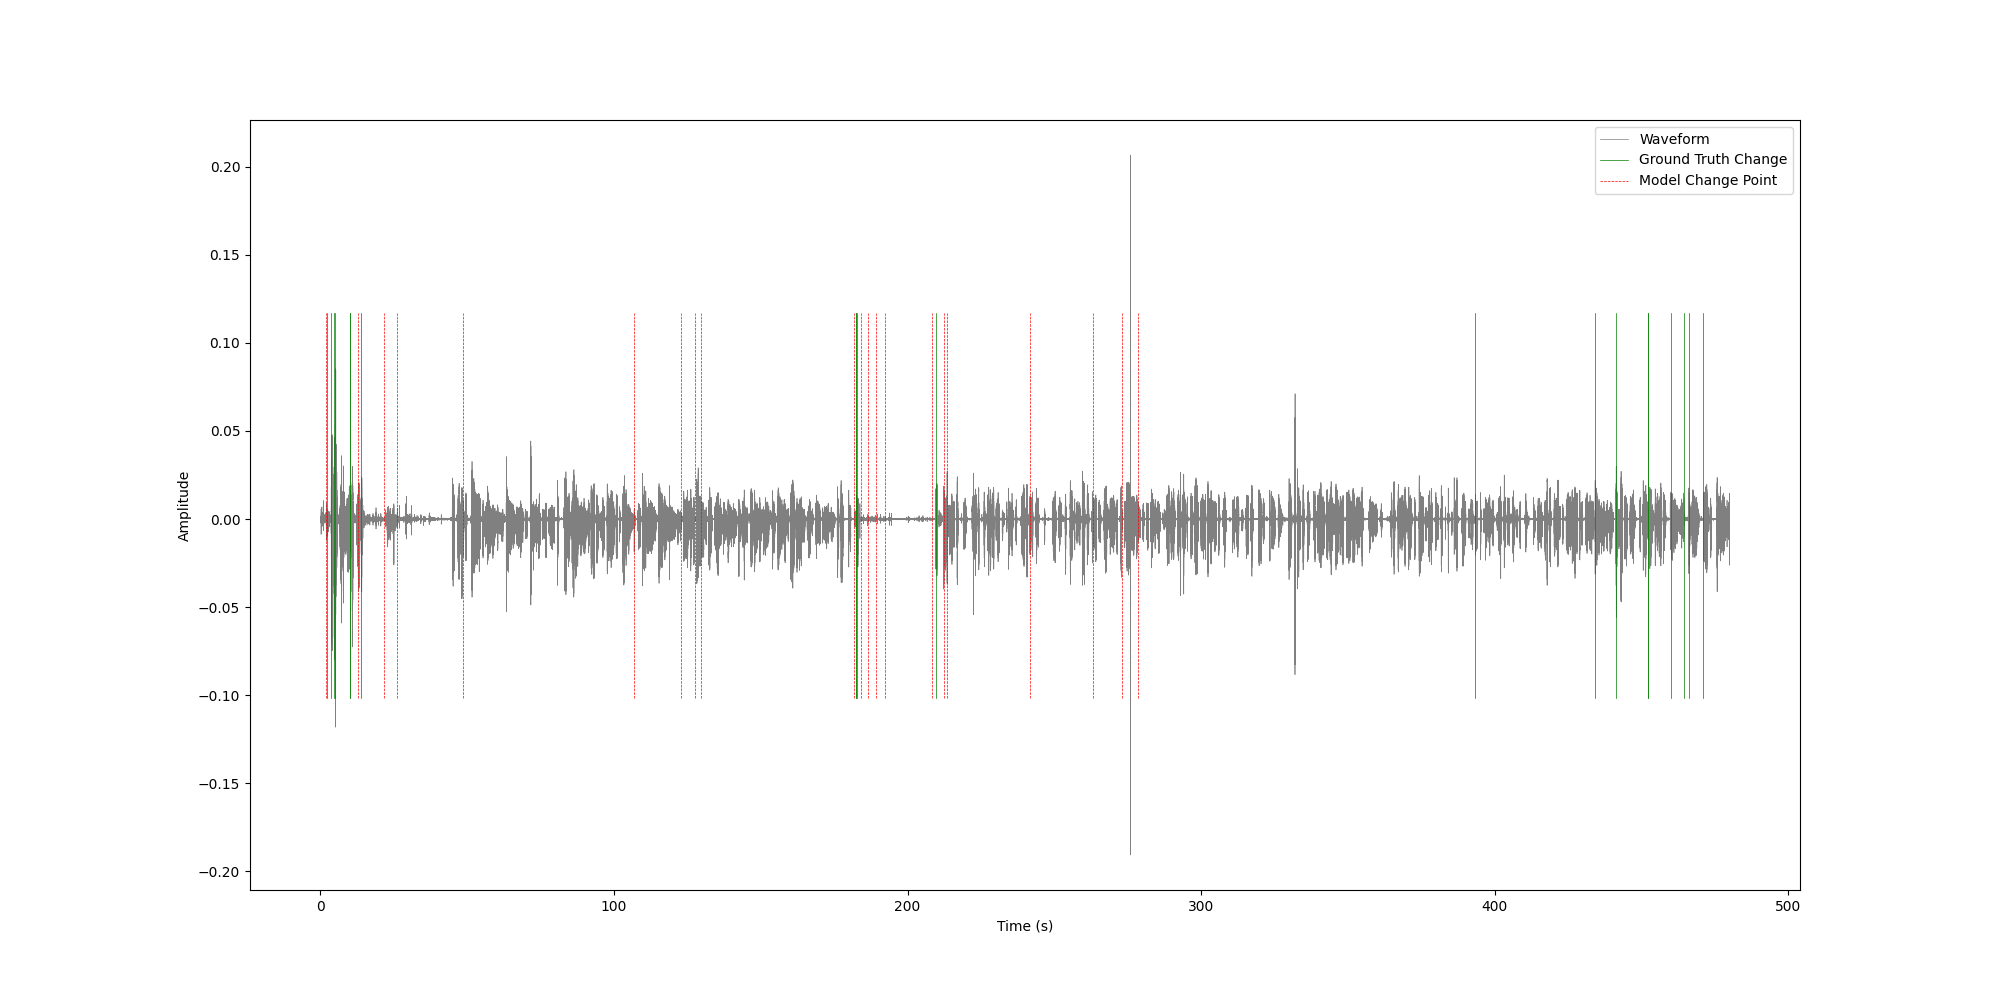 Waveform
Ground Truth Change
Model Change Point
Amplitude
0.20
0.15
0.10
0.05
0.00
−0.05
−0.10
−0.15
−0.20
0 100 200 300 400 500
Time (s)